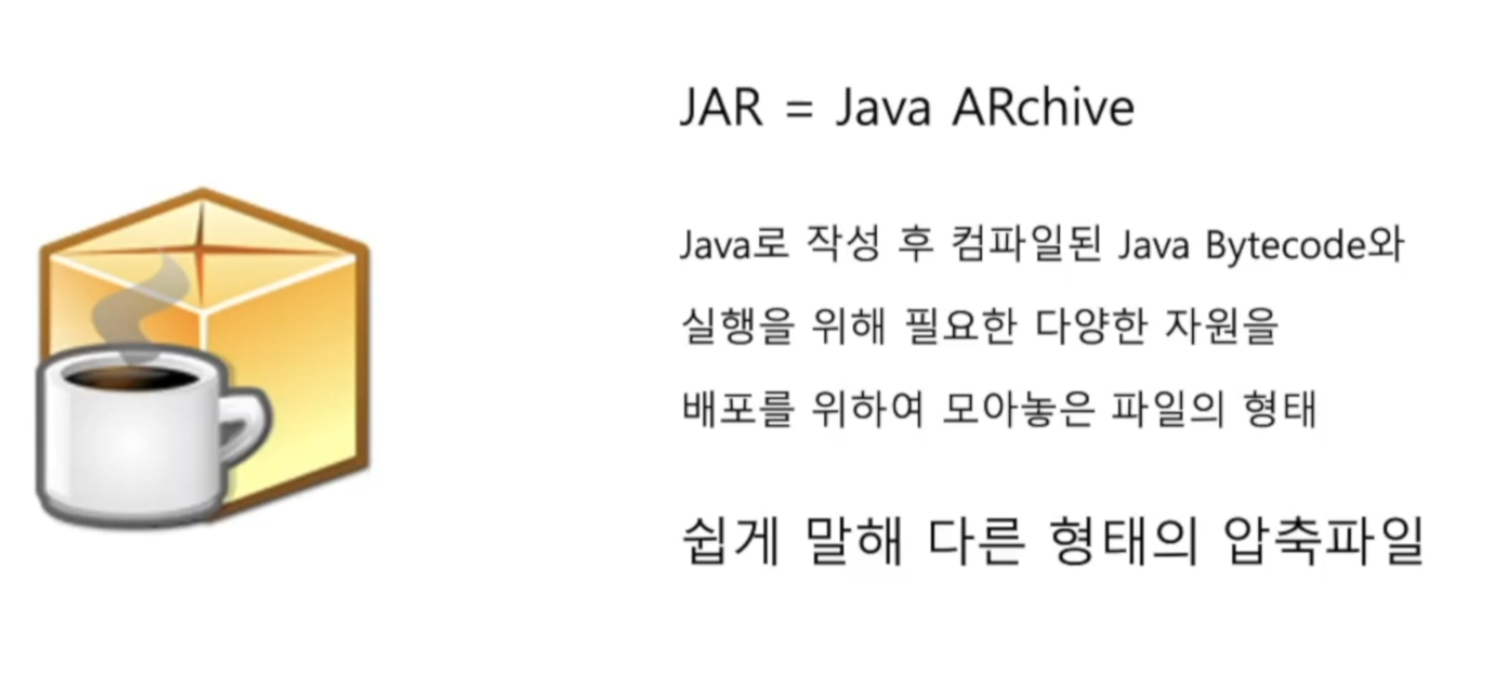 JAR = Java ARchive
Java로 작성 후 컴파일된 Java Bytecode와
실행을 위해 필요한 다양한 자원을
배포를 위하여 모아놓은 파일의 형태
쉽게 말해 다른 형태의 압축파일